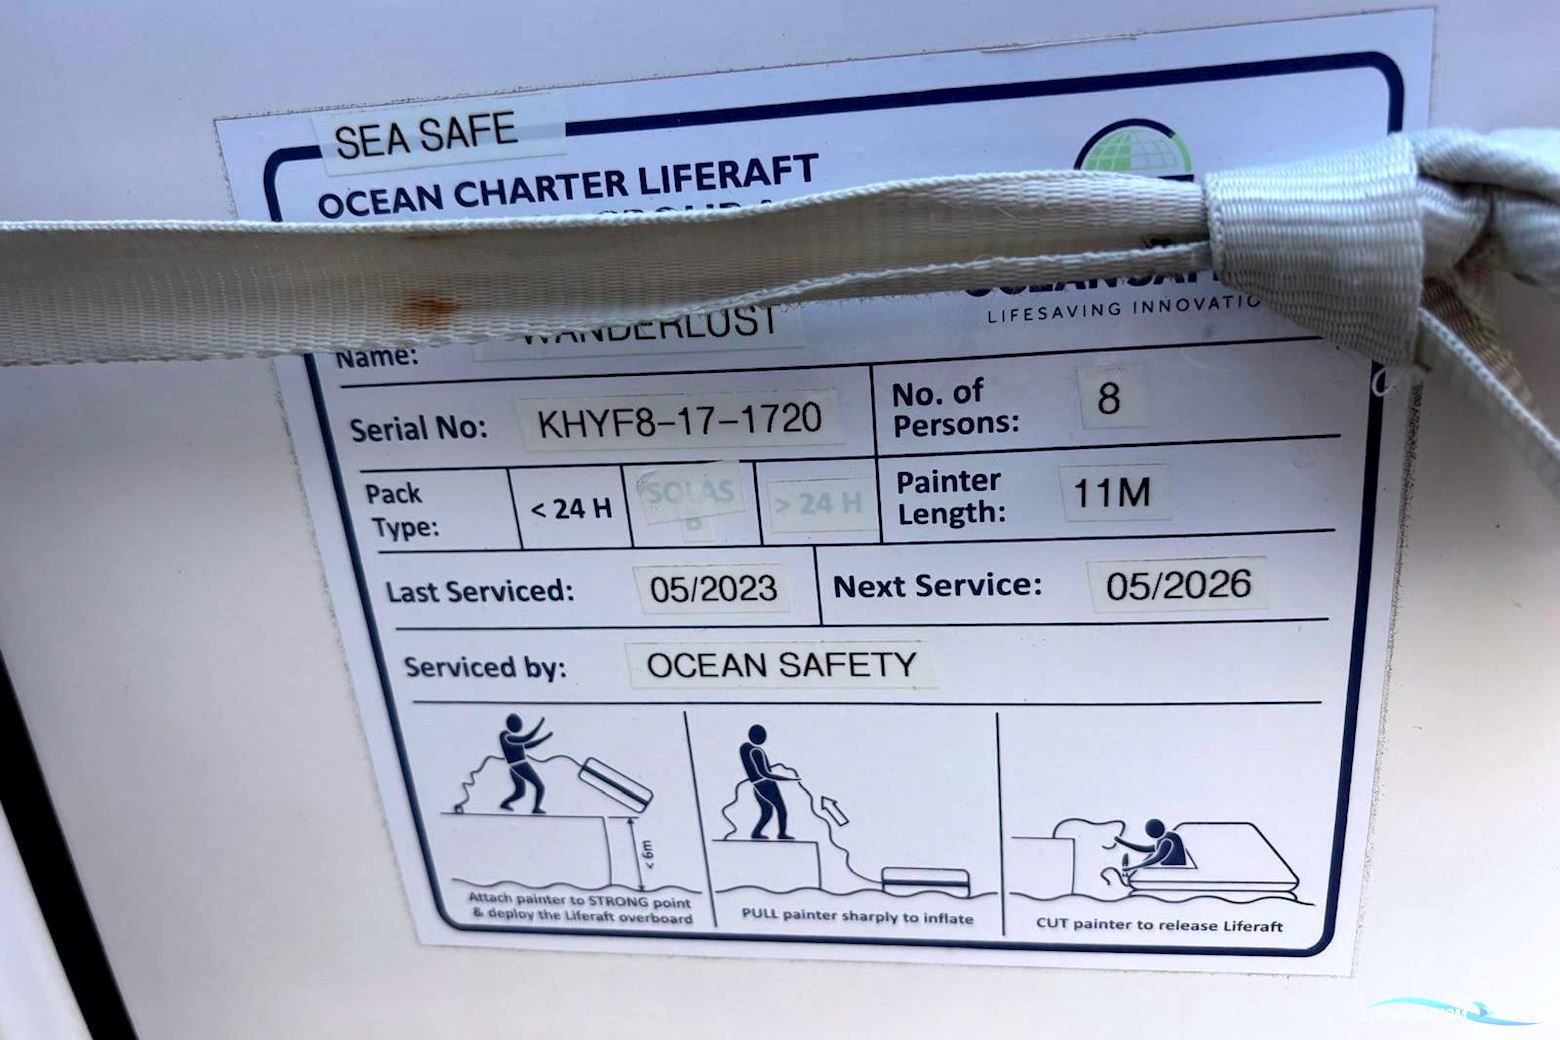 SEA SAFE
OCEAN CHARTER LIFERAFT
LIFESAVING INNOVATIO
Name: WANDERLUST
Serial No: KHYF8-17-1720
No. of Persons: 8
Pack Type: < 24 H SOLAS B > 24 H
Painter Length: 11M
Last Serviced: 05/2023
Next Service: 05/2026
Serviced by: OCEAN SAFETY
<6m
Attach painter to STRONG point
& deploy the Liferaft overboard
PULL painter sharply to inflate
CUT painter to release Liferaft
SCANBOAT.COM